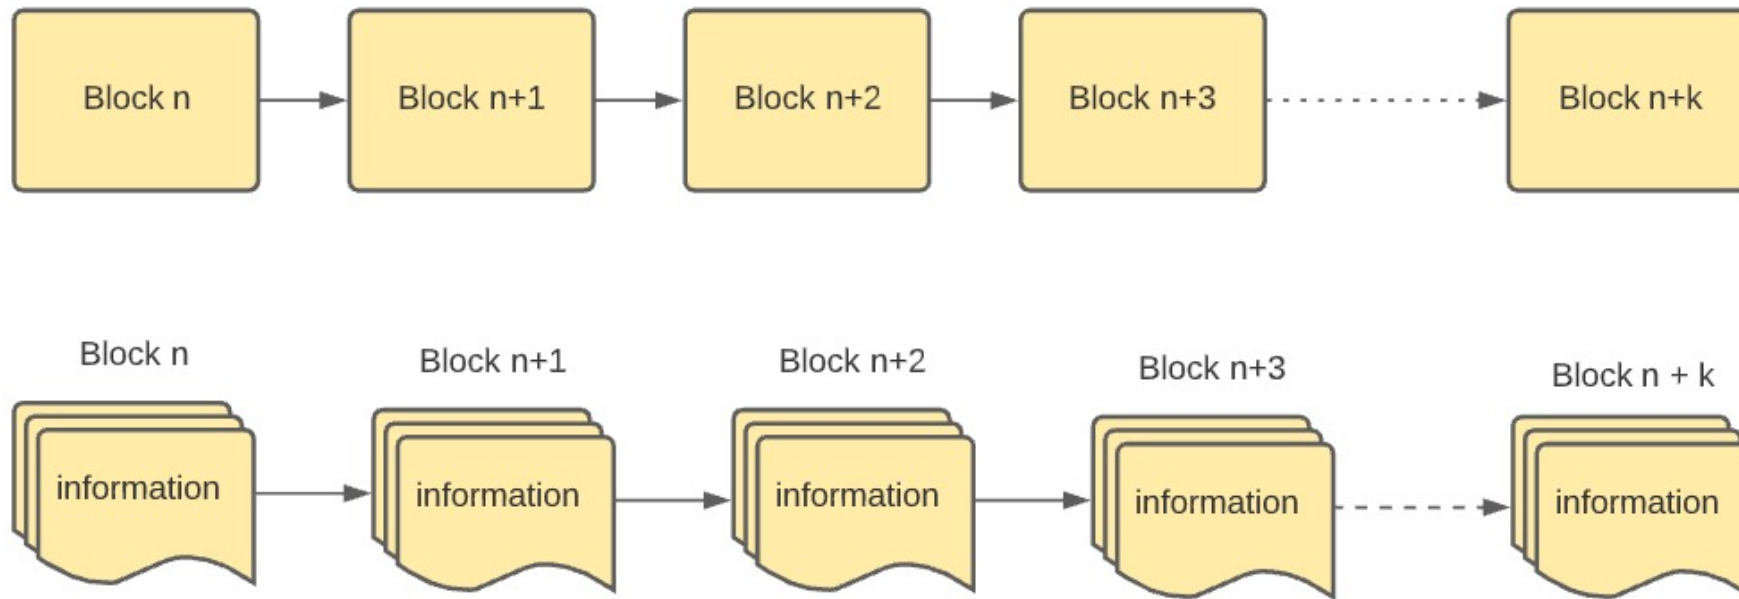 Block n
Block n+1
Block n+2
Block n+3
Block n+k
Block n
Block n+1
Block n+2
Block n+3
Block n + k
information
information
information
information
information